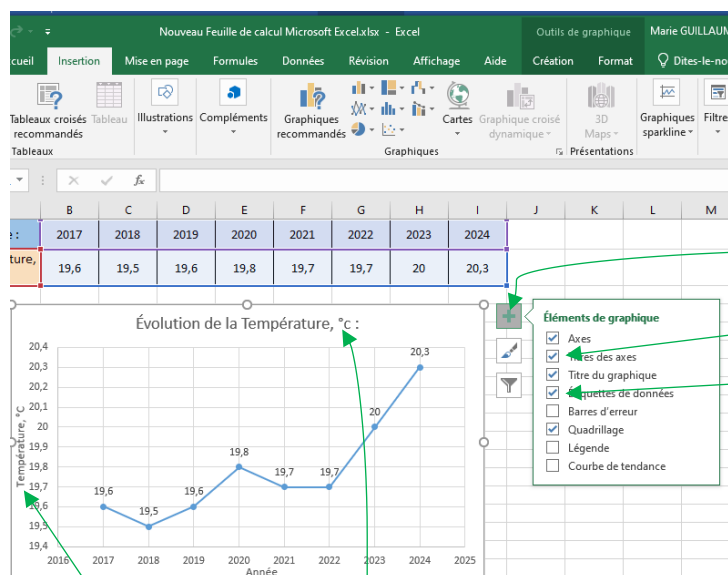 Nouveau Feuille de calcul Microsoft Excel.xlsx - Excel
Outils de graphique
Marie GUILLAUM
cueil Insertion Mise en page Formules Données Révision Affichage Aide Création Format Dites-le-no
Tableaux croisés recommandés
Tableau
Illustrations
Compléments
Graphiques recommandés
Cartes
Graphique croisé dynamique
3D Maps
Graphiques sparkline
Filtre
Tableaux Graphiques Présentations
fx
B C D E F G H I J K L M
e : 2017 2018 2019 2020 2021 2022 2023 2024
ture, 19,6 19,5 19,6 19,8 19,7 19,7 20 20,3
Évolution de la Température, °c :
20,4
20,3
20,2
20,1
20
19,9
19,8
19,7
19,6
19,5
19,4
Température, °C
19,6 19,5 19,6 19,8 19,7 19,7 20 20,3
2016 2017 2018 2019 2020 2021 2022 2023 2024 2025
Année
Éléments de graphique
Axes
Titres des axes
Titre du graphique
Étiquettes de données
Barres d'erreur
Quadrillage
Légende
Courbe de tendance